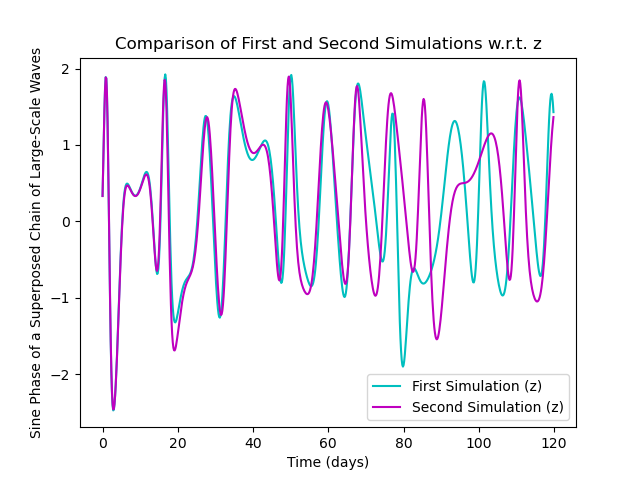 Comparison of First and Second Simulations w.r.t. z
Sine Phase of a Superposed Chain of Large-Scale Waves
2
1
0
−1
−2
0 20 40 60 80 100 120
Time (days)
First Simulation (z)
Second Simulation (z)